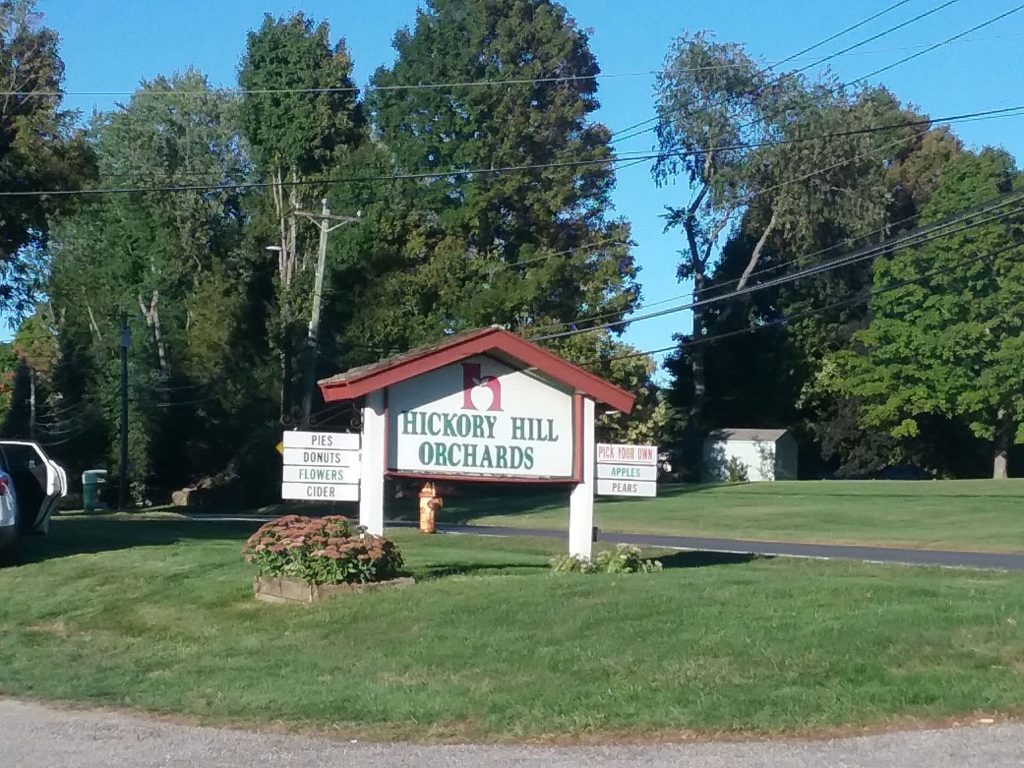 h
HICKORY HILL
ORCHARDS
PIES
DONUTS
FLOWERS
CIDER
PICK YOUR OWN
APPLES
PEARS